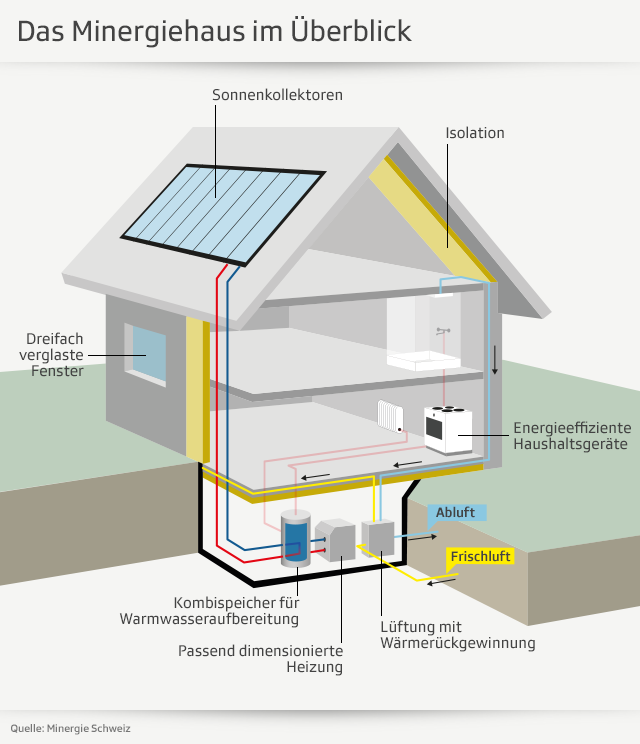 Das Minergiehaus im Überblick
Sonnenkollektoren
Isolation
Dreifach
verglaste
Fenster
Energieeffiziente
Haushaltsgeräte
Abluft
Frischluft
Kombispeicher für
Warmwasseraufbereitung
Lüftung mit
Wärmerückgewinnung
Passend dimensionierte
Heizung
Quelle: Minergie Schweiz